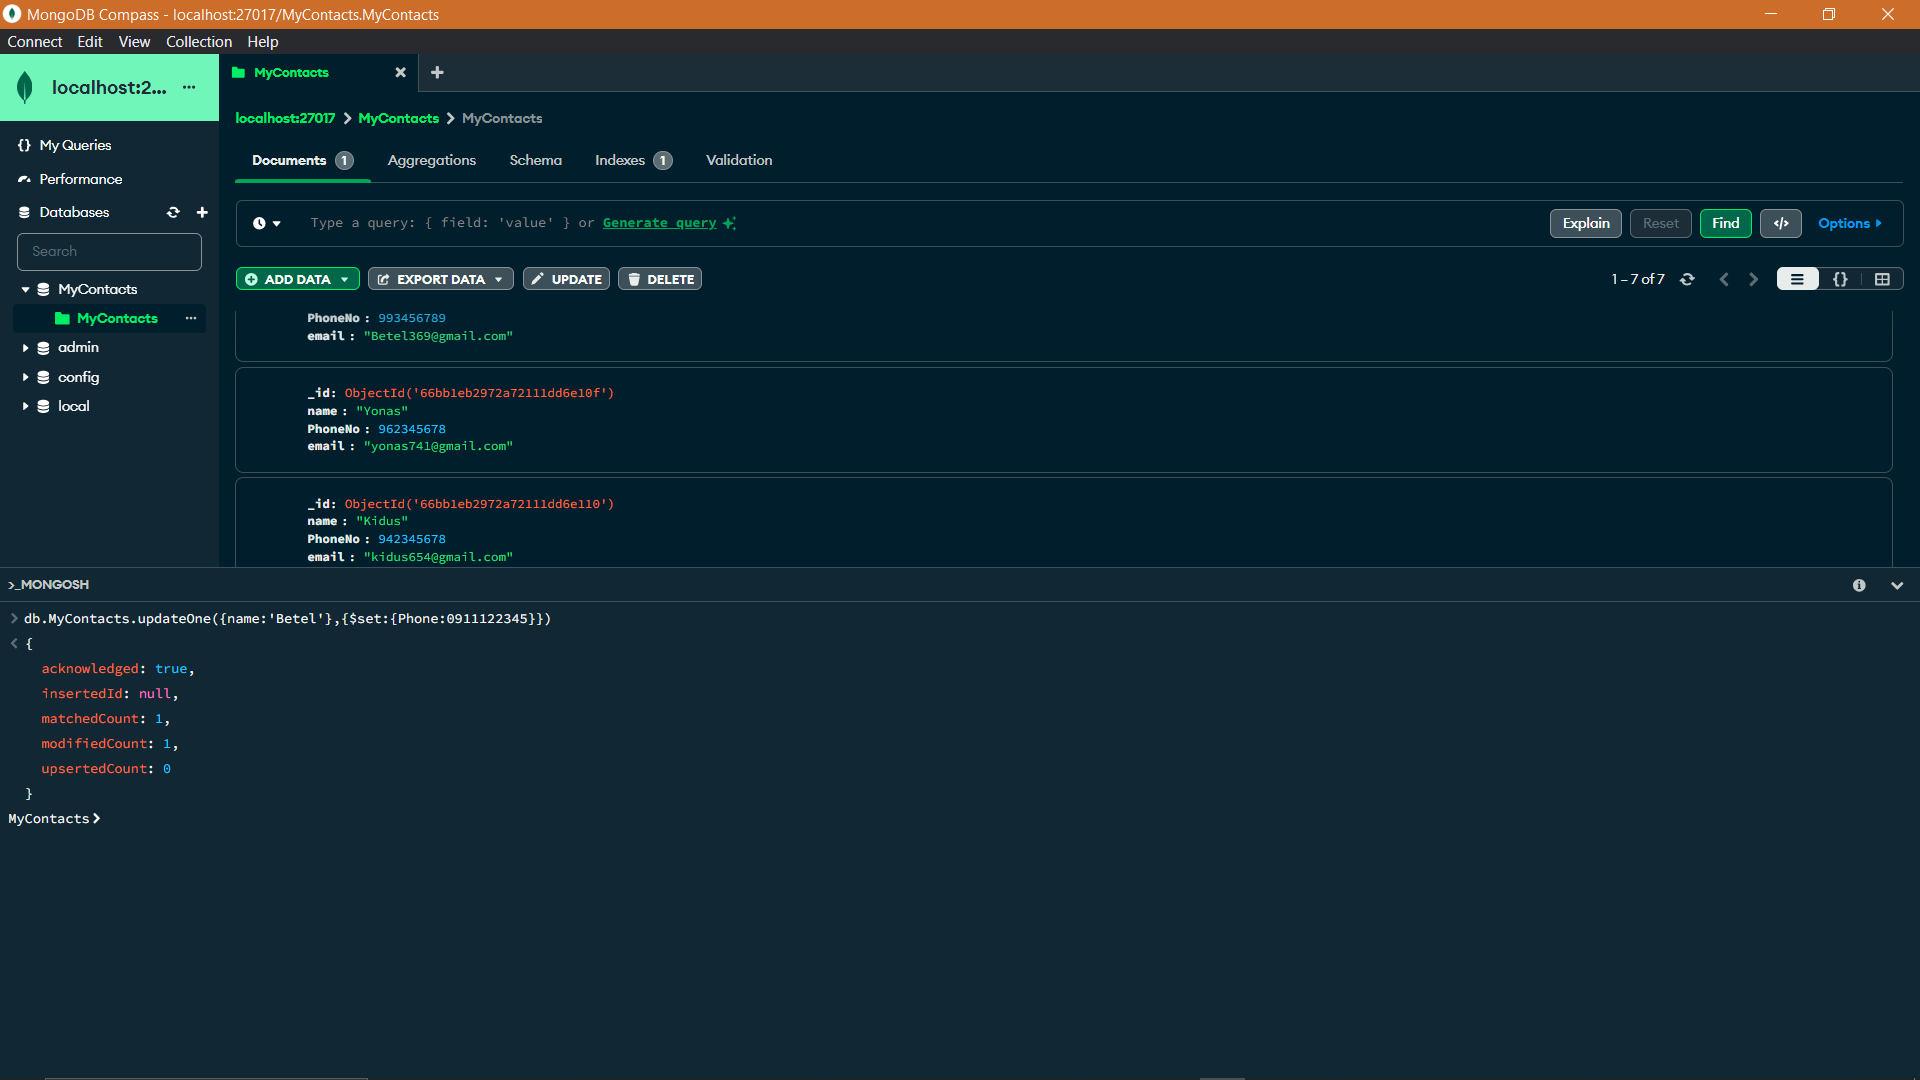 MongoDB Compass - localhost:27017/MyContacts.MyContacts
Connect Edit View Collection Help
localhost:2... ...
MyContacts
localhost:27017 > MyContacts > MyContacts
{} My Queries
Performance
Databases
Search
MyContacts
MyContacts ...
admin
config
local
Documents 1 Aggregations Schema Indexes 1 Validation
Type a query: { field: 'value' } or Generate query
Explain Reset Find </> Options
ADD DATA EXPORT DATA UPDATE DELETE
1 – 7 of 7 {}
PhoneNo : 993456789
email : "Betel369@gmail.com"
_id: ObjectId('66bb1eb2972a72111dd6e10f')
name : "Yonas"
PhoneNo : 962345678
email : "yonas741@gmail.com"
_id: ObjectId('66bb1eb2972a72111dd6e110')
name : "Kidus"
PhoneNo : 942345678
email : "kidus654@gmail.com"
>_MONGOSH
> db.MyContacts.updateOne({name:'Betel'},{$set:{Phone:0911122345}})
< {
acknowledged: true,
insertedId: null,
matchedCount: 1,
modifiedCount: 1,
upsertedCount: 0
}
MyContacts>